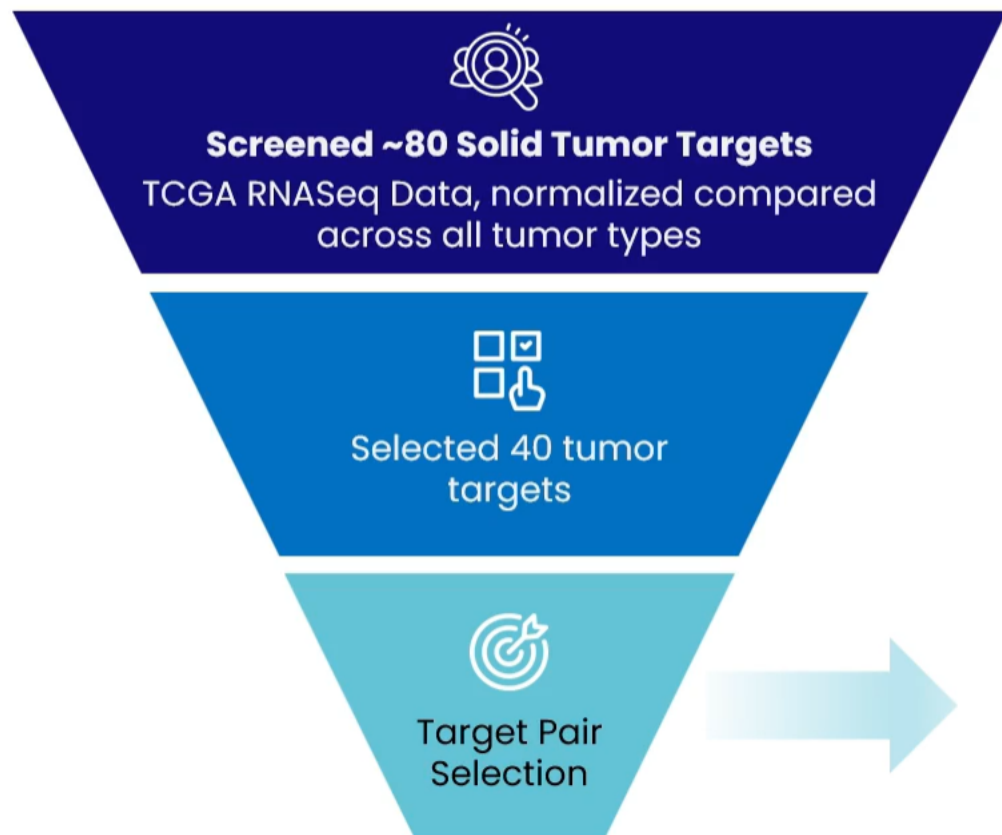 Screened ~80 Solid Tumor Targets
TCGA RNASeq Data, normalized compared
across all tumor types
Selected 40 tumor
targets
Target Pair
Selection